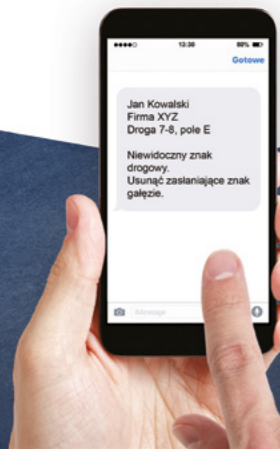 12:30 80%
Gotowe
Jan Kowalski
Firma XYZ
Droga 7-8, pole E
Niewidoczny znak
drogowy.
Usunąć zasłaniające znak
gałęzie.
iMessage